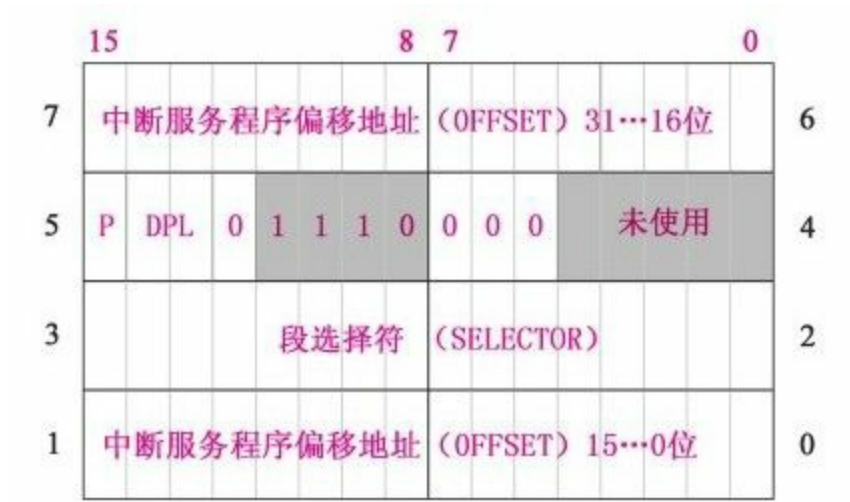 15 8 7 0
7 中断服务程序偏移地址 (OFFSET) 31…16位 6
5 P DPL 0 1 1 1 0 0 0 0 未使用 4
3 段选择符 (SELECTOR) 2
1 中断服务程序偏移地址 (OFFSET) 15…0位 0